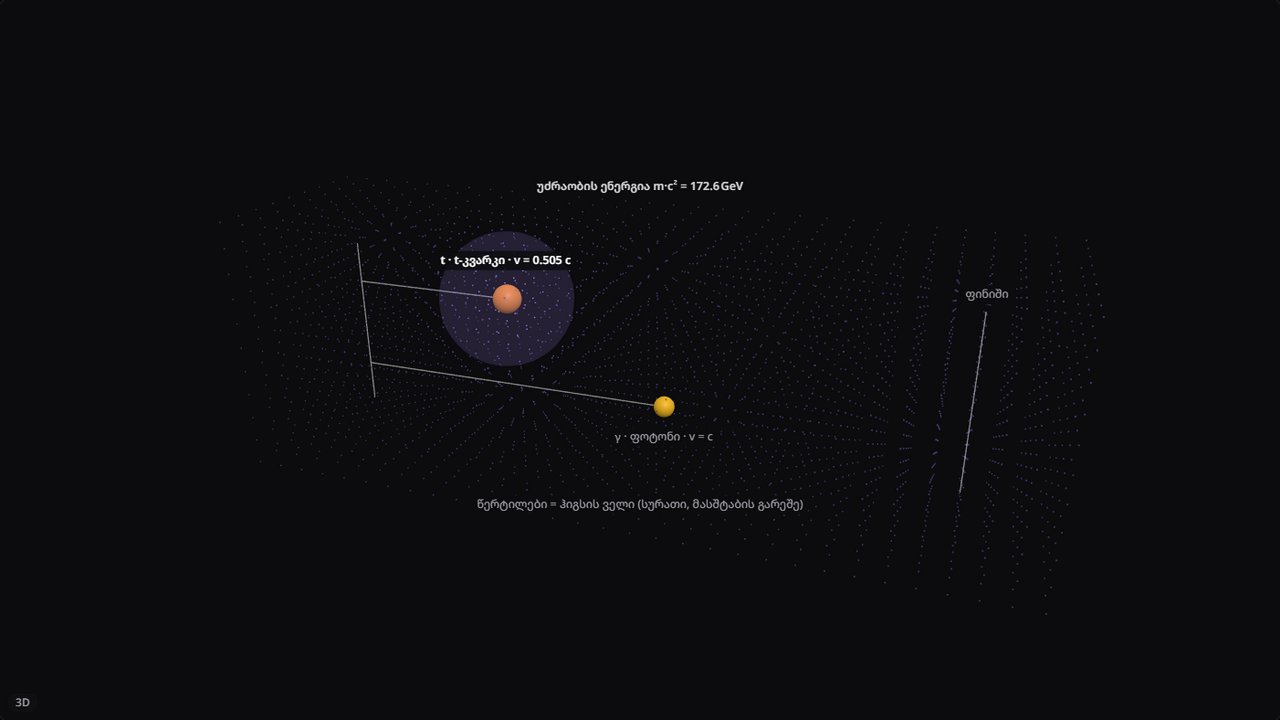 უძრაობის ენერგია m·c² = 172.6 GeV
t · t-კვარკი · v = 0.505 c
ფინიში
γ · ფოტონი · v = c
წერტილები = ჰიგსის ველი (სურათი, მასშტაბის გარეშე)
3D